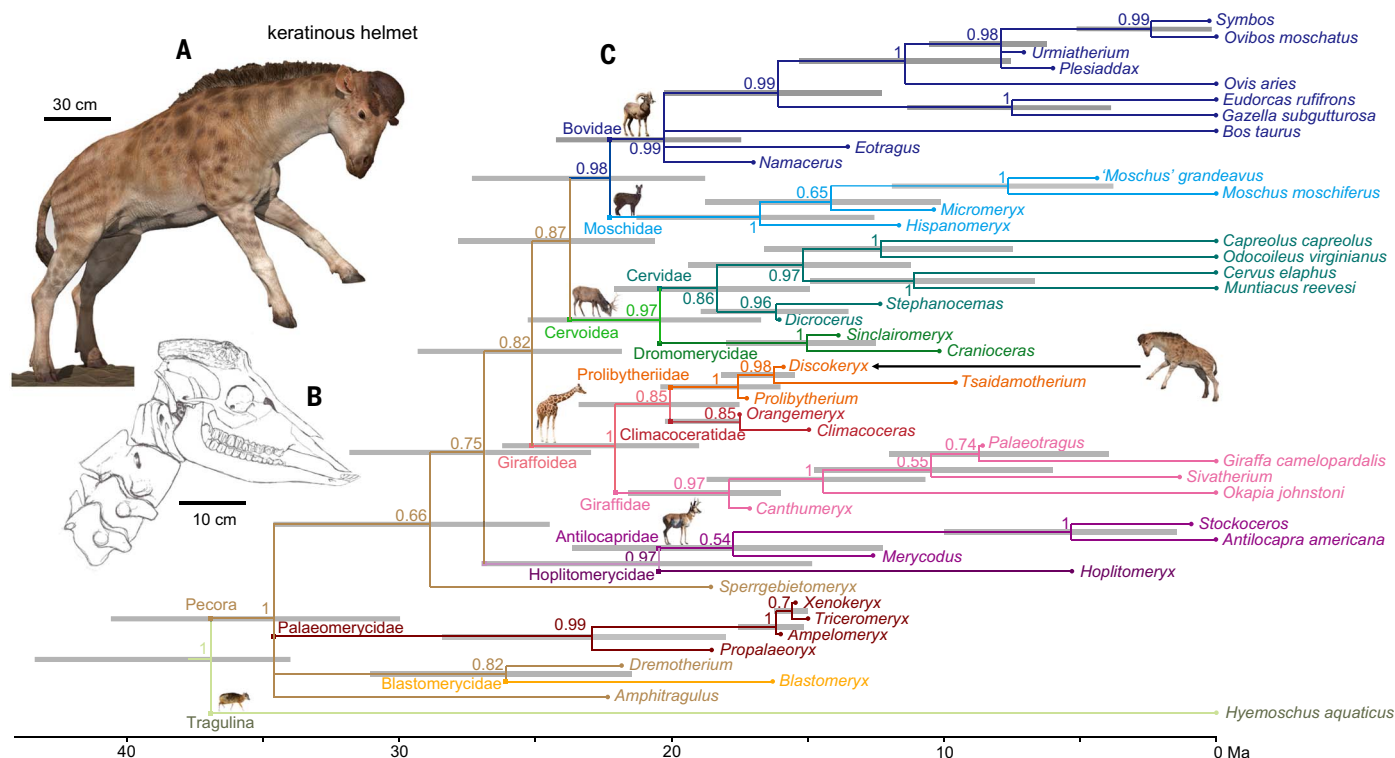 A
keratinous helmet
30 cm
B
10 cm
C
0.99
Symbos
Ovibos moschatus
0.98
Urmiatherium
Plesiaddax
1
Ovis aries
0.99
1
Eudorcas rufifrons
Gazella subgutturosa
Bovidae
Bos taurus
0.99
Eotragus
Namacerus
0.98
1
‘Moschus’ grandeavus
Moschus moschiferus
0.65
Micromeryx
Moschidae
1
Hispanomeryx
0.87
1
Capreolus capreolus
Odocoileus virginianus
0.97
Cervus elaphus
1
Muntiacus reevesi
Cervidae
0.86
0.96
Stephanocemas
Dicrocerus
0.97
Cervoidea
1
Sinclairomeryx
Dromomerycidae
Cranioceras
0.82
Prolibytheriidae
0.98
Discokeryx
1
Tsaidamotherium
Prolibytherium
0.85
0.85
Orangemeryx
Climacoceratidae
Climacoceras
1
Giraffoidea
0.74
Palaeotragus
0.55
Giraffa camelopardalis
1
Sivatherium
0.97
Okapia johnstoni
Giraffidae
Canthumeryx
0.75
Antilocapridae
0.54
1
Stockoceros
Antilocapra americana
0.97
Merycodus
Hoplitomerycidae
Hoplitomeryx
0.66
Sperrgebietomeryx
Pecora
1
0.7
Xenokeryx
Triceromeryx
Palaeomerycidae
0.99
1
Ampelomeryx
Propalaeoryx
1
0.82
Dremotherium
Blastomerycidae
Blastomeryx
Amphitragulus
Tragulina
Hyemoschus aquaticus
40 30 20 10 0 Ma